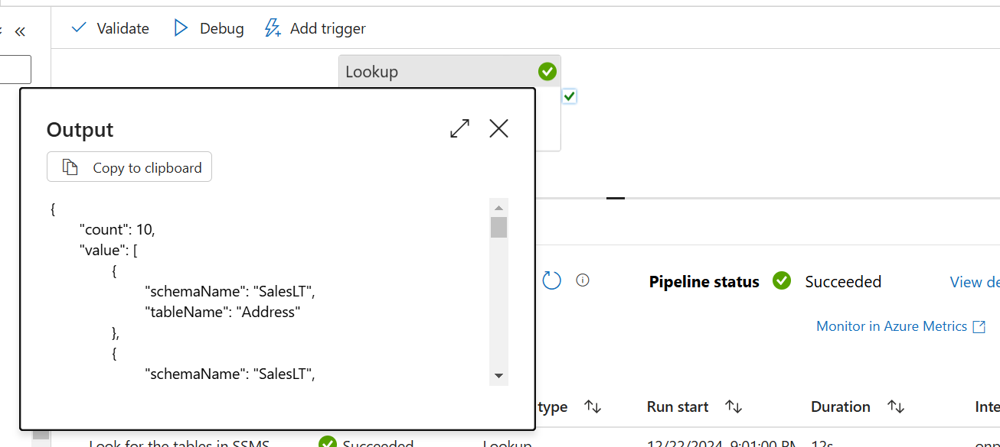 Validate Debug Add trigger
Lookup
Output
Copy to clipboard
{
"count": 10,
"value": [
{
"schemaName": "SalesLT",
"tableName": "Address"
},
{
"schemaName": "SalesLT",
Pipeline status Succeeded View de
Monitor in Azure Metrics
type Run start Duration Inte
Look for the tables in SSMS Succeeded Lookup 12/22/2024, 9:01:00 PM 12s onp